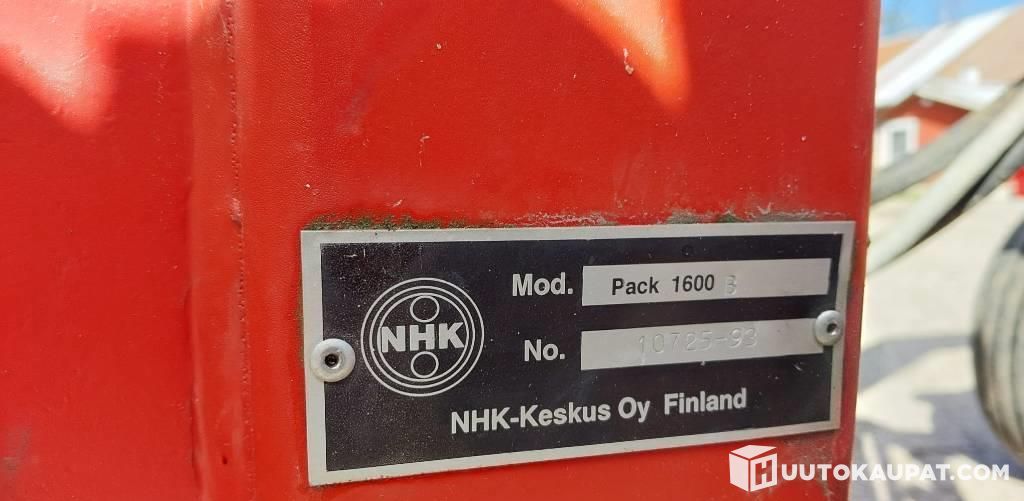 NHK
Mod. Pack 1600 B
No. 10725-93
NHK-Keskus Oy Finland
HUUTOKAUPAT.COM